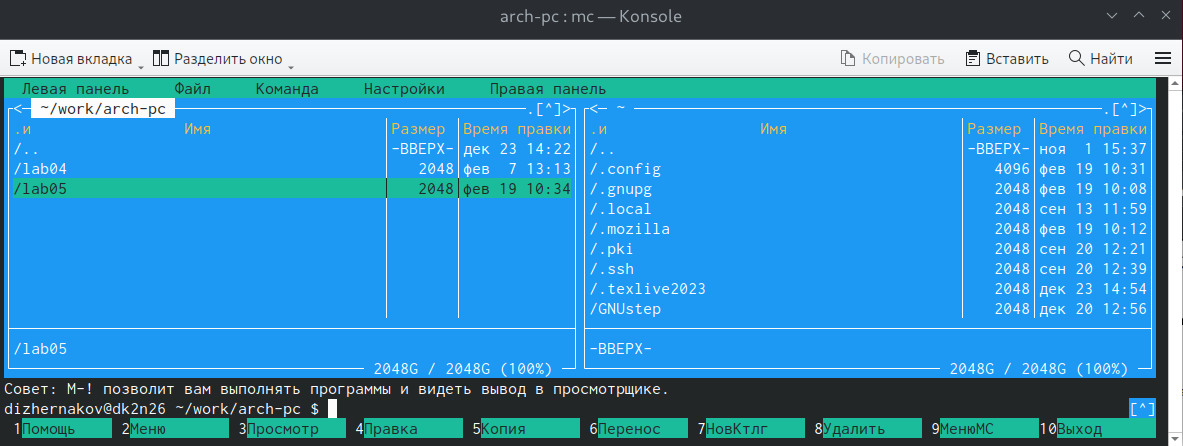 arch-pc : mc — Konsole
Новая вкладка Разделить окно Копировать Вставить Найти
Левая панель Файл Команда Настройки Правая панель
<— ~/work/arch-pc .[^]> <— ~ .[^]>
.и Имя Размер Время правки .и Имя Размер Время правки
/.. -ВВЕРХ- дек 23 14:22 /.. -ВВЕРХ- ноя 1 15:37
/lab04 2048 фев 7 13:13 /.config 4096 фев 19 10:31
/lab05 2048 фев 19 10:34 /.gnupg 2048 фев 19 10:08
/.local 2048 сен 13 11:59
/.mozilla 2048 фев 19 10:12
/.pki 2048 сен 20 12:21
/.ssh 2048 сен 20 12:39
/.texlive2023 2048 дек 23 14:54
/GNUstep 2048 дек 20 12:56
/lab05 -ВВЕРХ-
2048G / 2048G (100%) 2048G / 2048G (100%)
Совет: M-! позволит вам выполнять программы и видеть вывод в просмотрщике.
dizhernakov@dk2n26 ~/work/arch-pc $ [^]
1Помощь 2Меню 3Просмотр 4Правка 5Копия 6Перенос 7НовКтлг 8Удалить 9МенюMC 10Выход